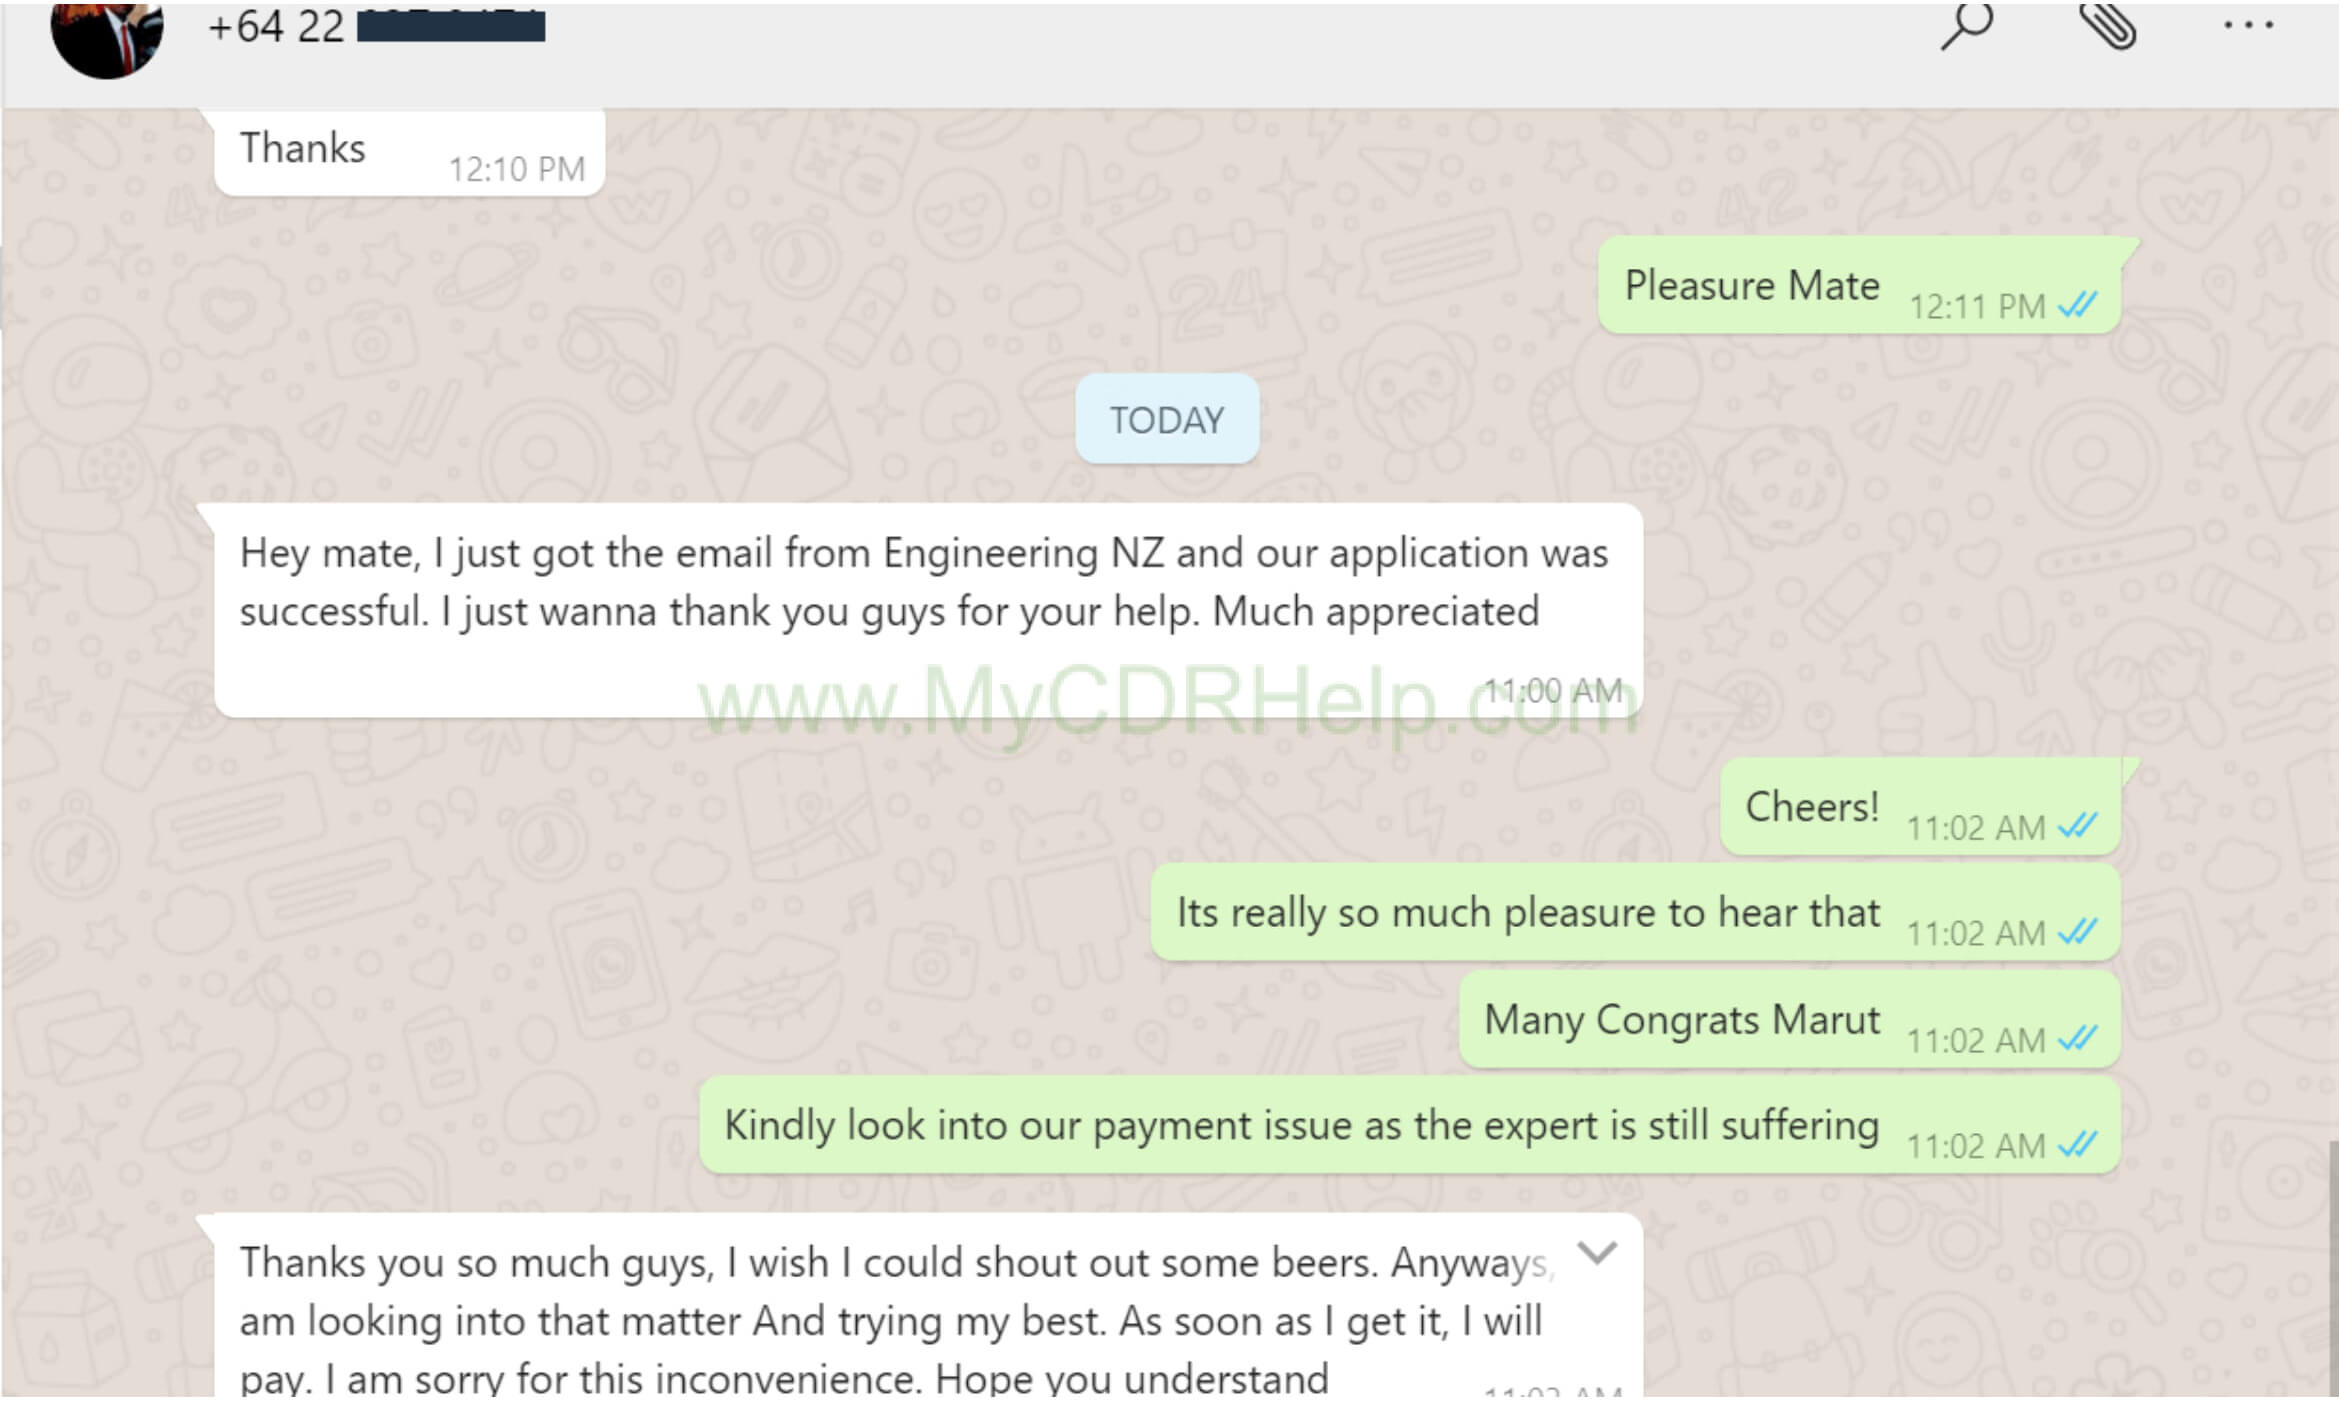 +64 22
Thanks
12:10 PM
Pleasure Mate
12:11 PM
TODAY
Hey mate, I just got the email from Engineering NZ and our application was
successful. I just wanna thank you guys for your help. Much appreciated
11:00 AM
www.MyCDRHelp.com
Cheers!
11:02 AM
Its really so much pleasure to hear that
11:02 AM
Many Congrats Marut
11:02 AM
Kindly look into our payment issue as the expert is still suffering
11:02 AM
Thanks you so much guys, I wish I could shout out some beers. Anyways,
am looking into that matter And trying my best. As soon as I get it, I will
pay. I am sorry for this inconvenience. Hope you understand